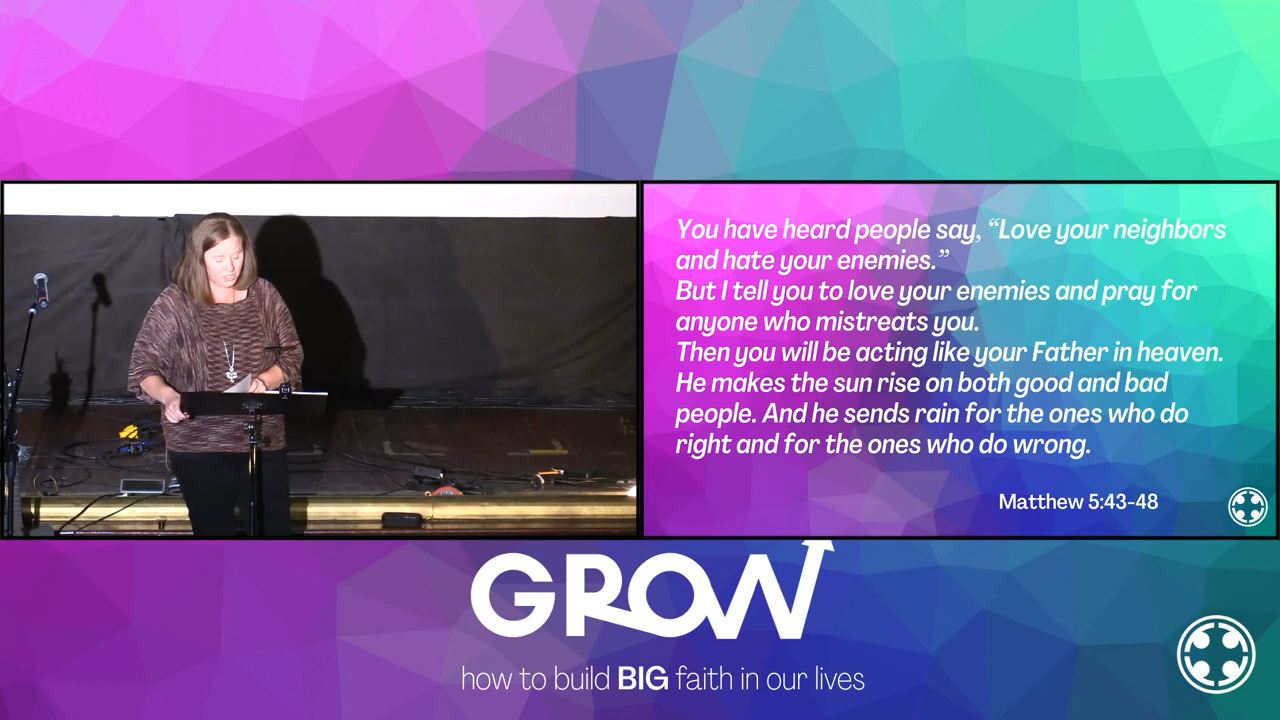 You have heard people say, “Love your neighbors
and hate your enemies.”
But I tell you to love your enemies and pray for
anyone who mistreats you.
Then you will be acting like your Father in heaven.
He makes the sun rise on both good and bad
people. And he sends rain for the ones who do
right and for the ones who do wrong.
Matthew 5:43-48
GROW
how to build BIG faith in our lives